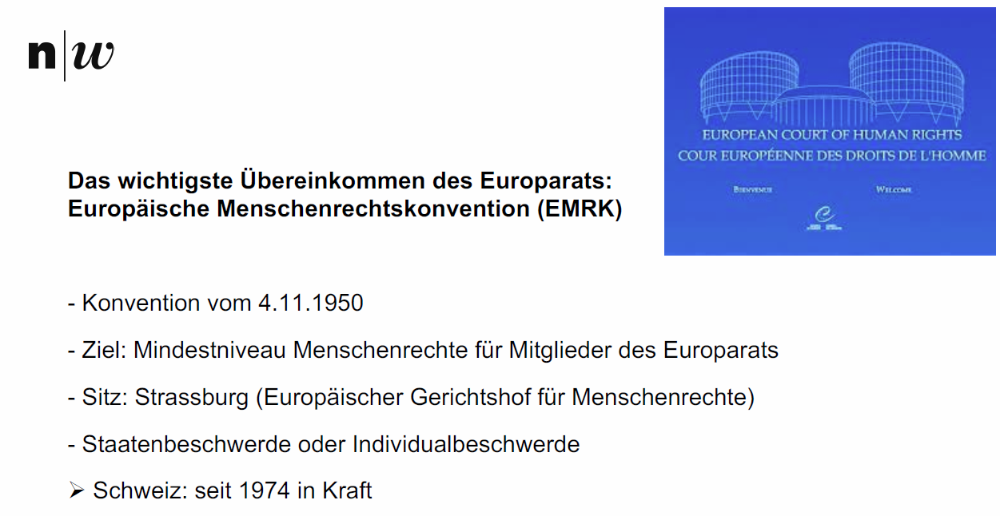 n|w
EUROPEAN COURT OF HUMAN RIGHTS
COUR EUROPÉENNE DES DROITS DE L'HOMME
BIENVENUE WELCOME
Das wichtigste Übereinkommen des Europarats:
Europäische Menschenrechtskonvention (EMRK)
- Konvention vom 4.11.1950
- Ziel: Mindestniveau Menschenrechte für Mitglieder des Europarats
- Sitz: Strassburg (Europäischer Gerichtshof für Menschenrechte)
- Staatenbeschwerde oder Individualbeschwerde
➢ Schweiz: seit 1974 in Kraft